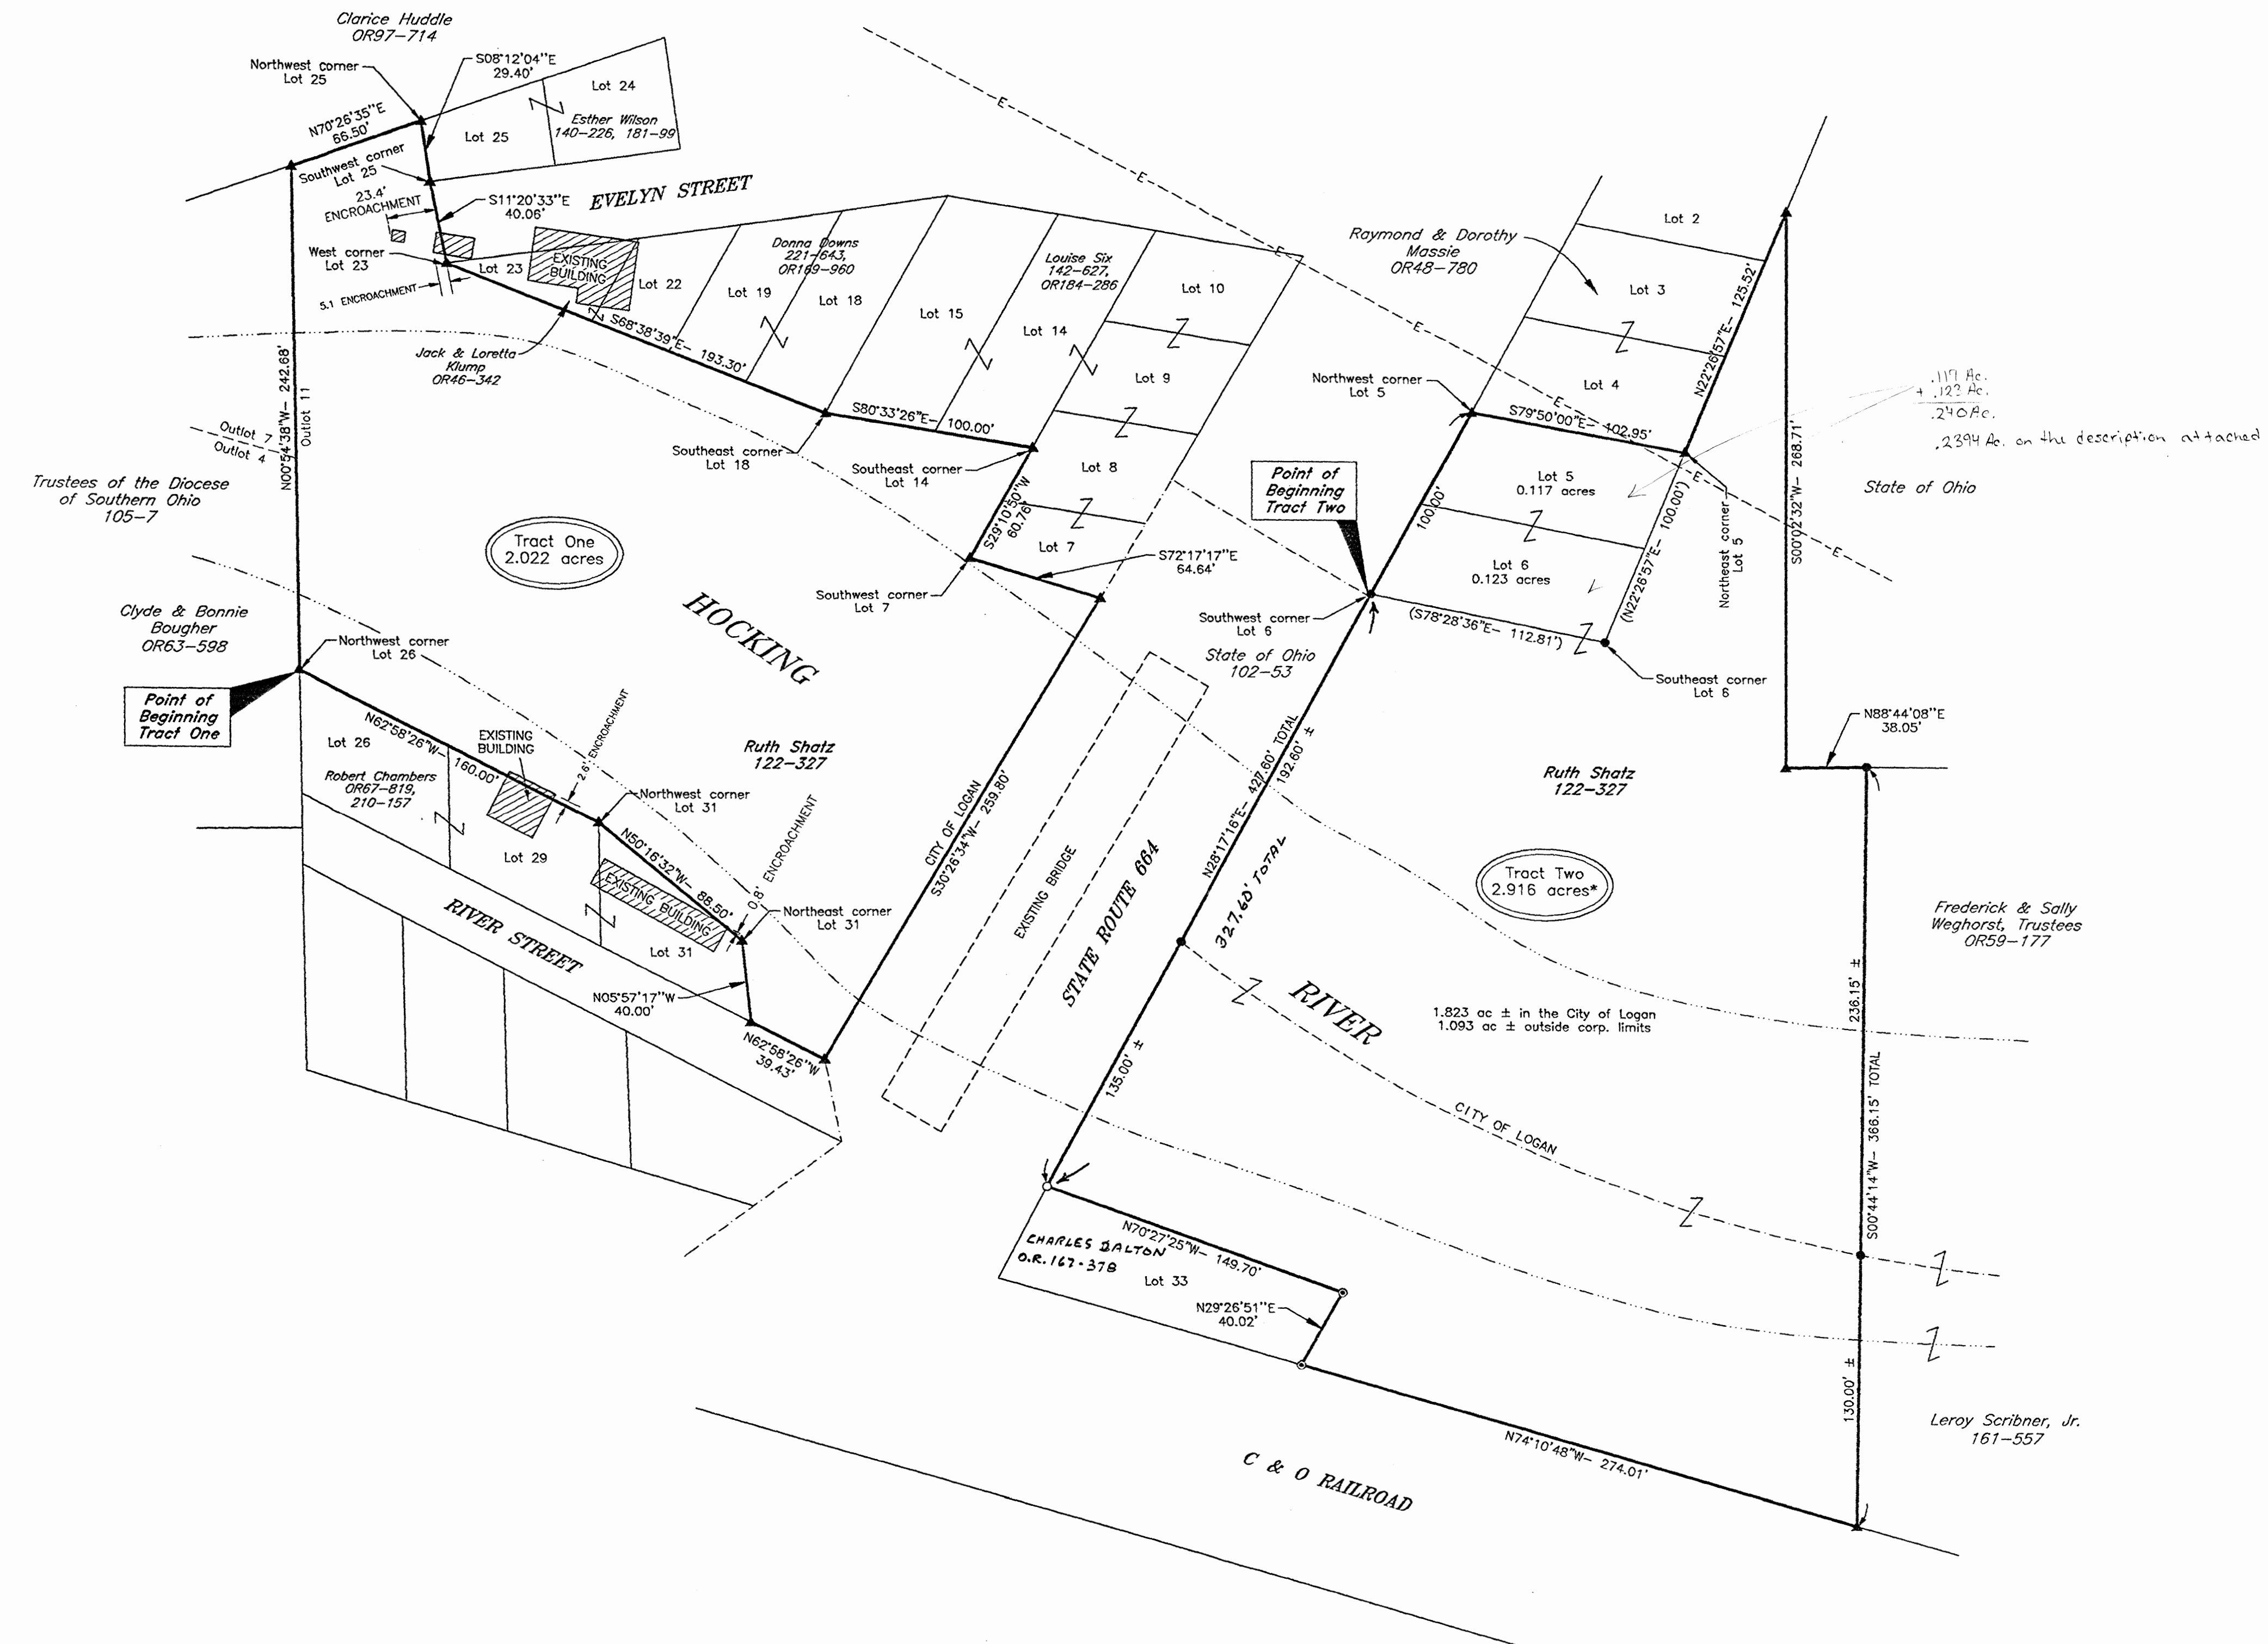 Clarice Huddle
OR97-714
Northwest corner
Lot 25
S08°12'04"E
29.40'
N70°26'35"E
66.50'
Lot 24
Lot 25
Esther Wilson
140-226, 181-99
Southwest corner
Lot 25
23.4'
ENCROACHMENT
S11°20'33"E
40.06'
EVELYN STREET
West corner
Lot 23
5.1 ENCROACHMENT
Lot 23
EXISTING
BUILDING
Lot 22
Lot 19
Donna Downs
221-643,
OR169-960
Lot 18
Lot 15
Louise Six
142-627,
OR184-286
Lot 14
Lot 10
Lot 9
Lot 8
Lot 7
S68°38'39"E- 193.30'
Jack & Loretta
Klump
OR46-342
S80°33'26"E- 100.00'
Southeast corner
Lot 18
Southeast corner
Lot 14
S29°10'50"W
60.76'
S72°17'17"E
64.64'
Southwest corner
Lot 7
N00°54'38"W- 242.68'
Outlot 11
Outlot 7
Outlot 4
Trustees of the Diocese
of Southern Ohio
105-7
Tract One
2.022 acres
Clyde & Bonnie
Bougher
OR63-598
Northwest corner
Lot 26
Point of
Beginning
Tract One
HOCKING
N62°58'26"W- 160.00'
Lot 26
EXISTING
BUILDING
2.6' ENCROACHMENT
Ruth Shatz
122-327
Robert Chambers
OR67-819,
210-157
Northwest corner
Lot 31
Lot 29
N50°16'32"W- 88.50'
EXISTING BUILDING
0.8' ENCROACHMENT
Northeast corner
Lot 31
Lot 31
RIVER STREET
N05°57'17"W
40.00'
N62°58'26"W
39.43'
CITY OF LOGAN
S30°26'34"W- 259.80'
EXISTING BRIDGE
STATE ROUTE 664
E
E
E
E
E
E
E
Raymond & Dorothy
Massie
OR48-780
Lot 2
Lot 3
Lot 4
N22°26'57"E- 125.52'
Northwest corner
Lot 5
S79°50'00"E- 102.95'
.117 Ac.
+ .123 Ac.
.240 Ac.
.2394 Ac. on the description attached
Point of
Beginning
Tract Two
100.00'
Lot 5
0.117 acres
Lot 6
0.123 acres
(N22°26'57"E- 100.00')
Northeast corner
Lot 5
S00°02'32"W- 268.71'
State of Ohio
Southwest corner
Lot 6
(S78°28'36"E- 112.81')
State of Ohio
102-53
Southeast corner
Lot 6
N88°44'08"E
38.05'
N28°17'16"E- 427.60' TOTAL
192.60' ±
327.60' TOTAL
Ruth Shatz
122-327
Tract Two
2.916 acres*
Frederick & Sally
Weghorst, Trustees
OR59-177
RIVER
1.823 ac ± in the City of Logan
1.093 ac ± outside corp. limits
236.15' ±
135.00' ±
CITY OF LOGAN
S00°44'14"W- 366.15' TOTAL
N70°27'25"W- 149.70'
CHARLES DALTON
O.R. 167-378
Lot 33
N29°26'51"E
40.02'
130.00' ±
Leroy Scribner, Jr.
161-557
N74°10'48"W- 274.01'
C & O RAILROAD